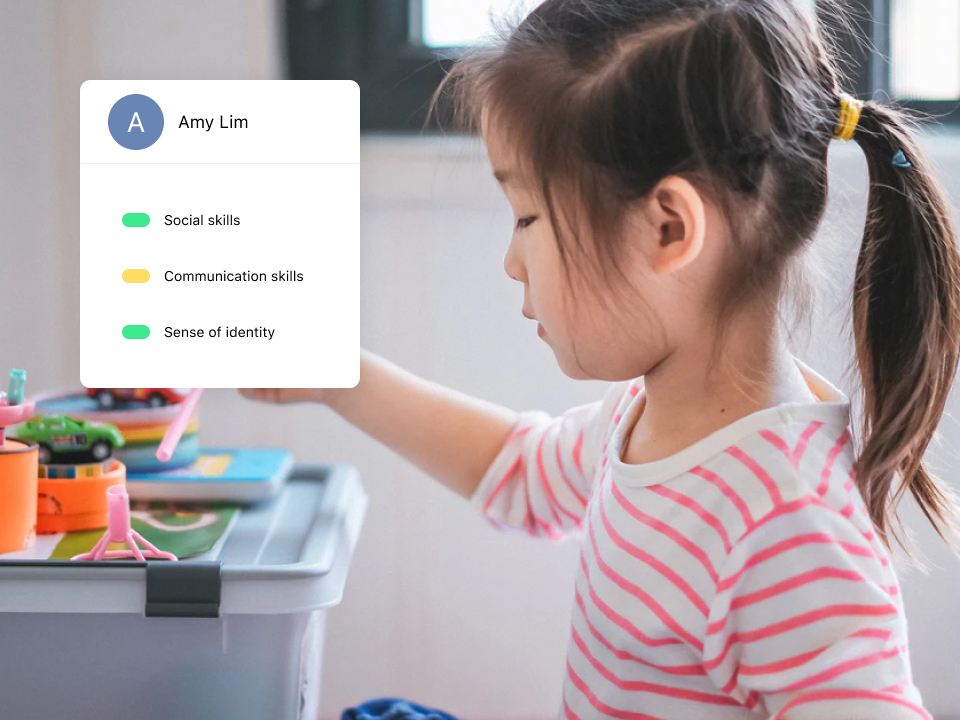 A
Amy Lim
Social skills
Communication skills
Sense of identity